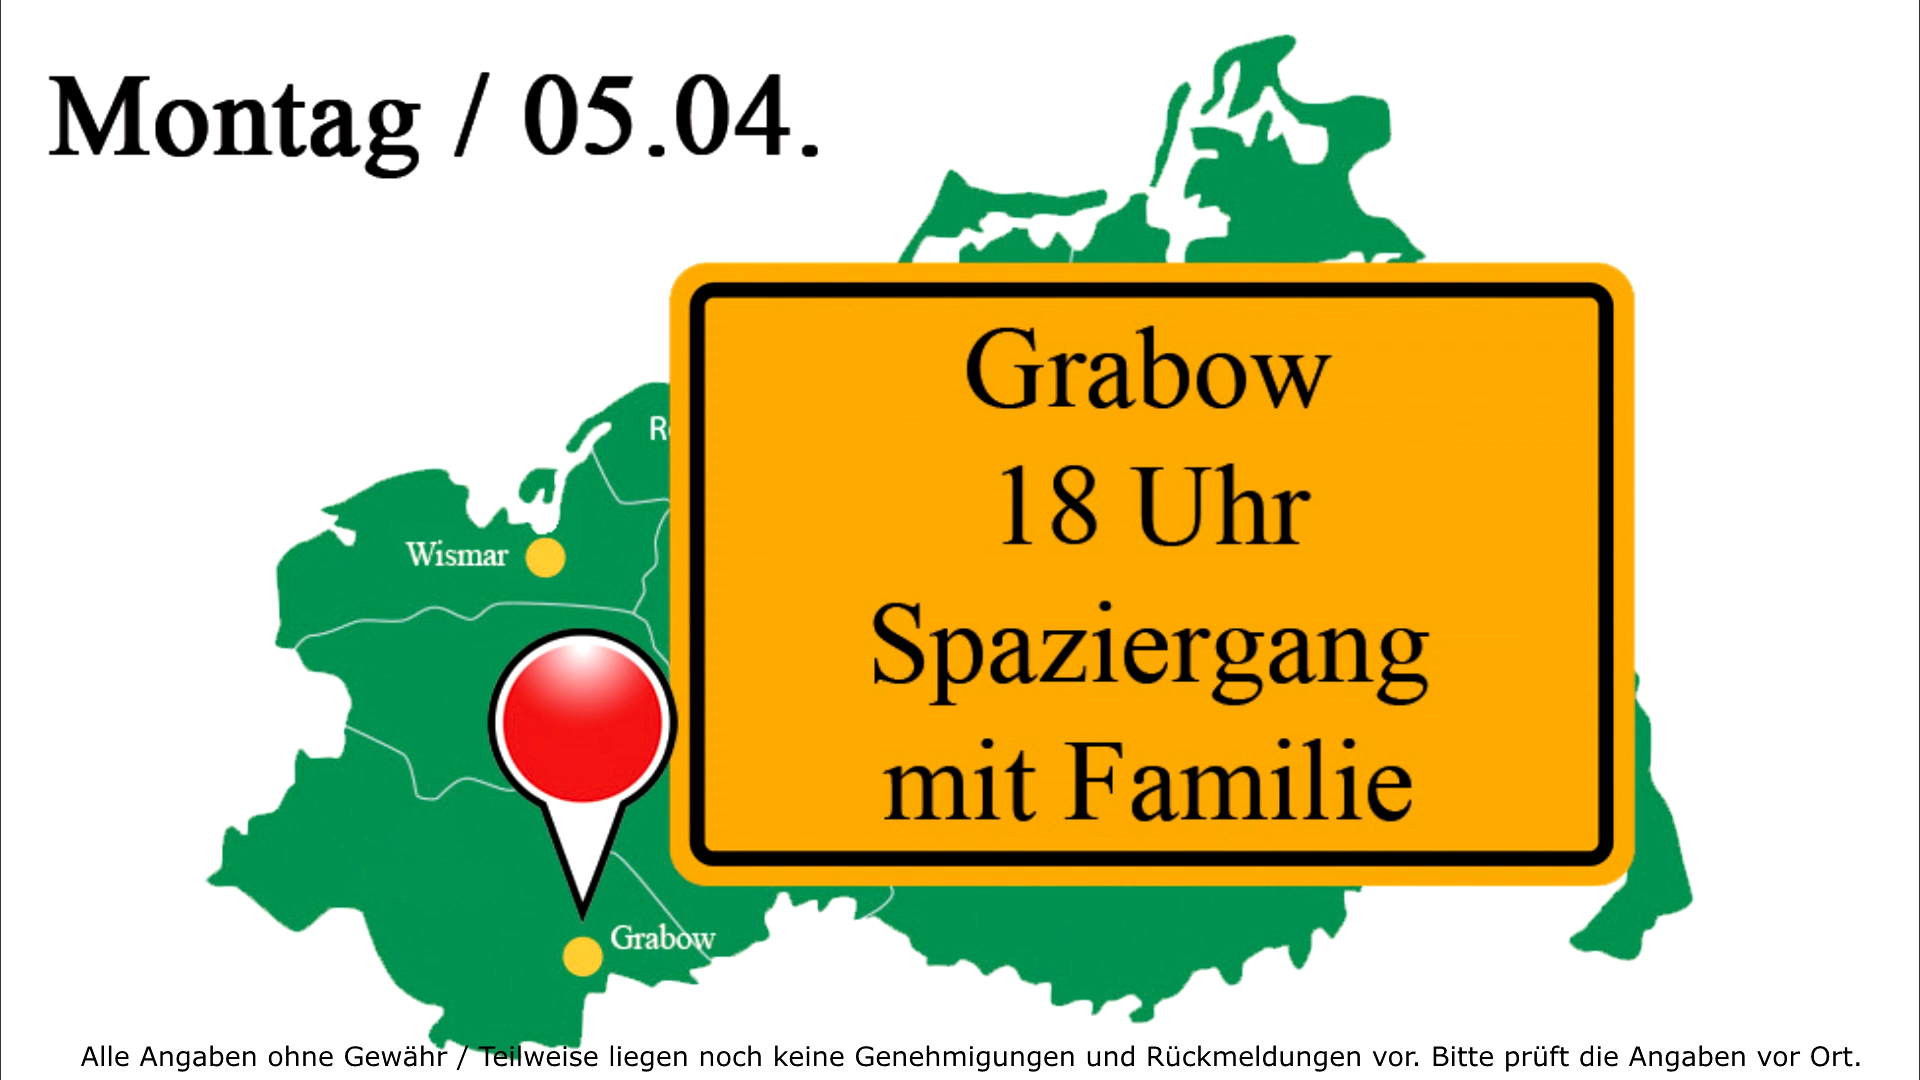 Montag / 05.04.
Grabow
18 Uhr
Spaziergang
mit Familie
Wismar
Grabow
Alle Angaben ohne Gewähr / Teilweise liegen noch keine Genehmigungen und Rückmeldungen vor. Bitte prüft die Angaben vor Ort.